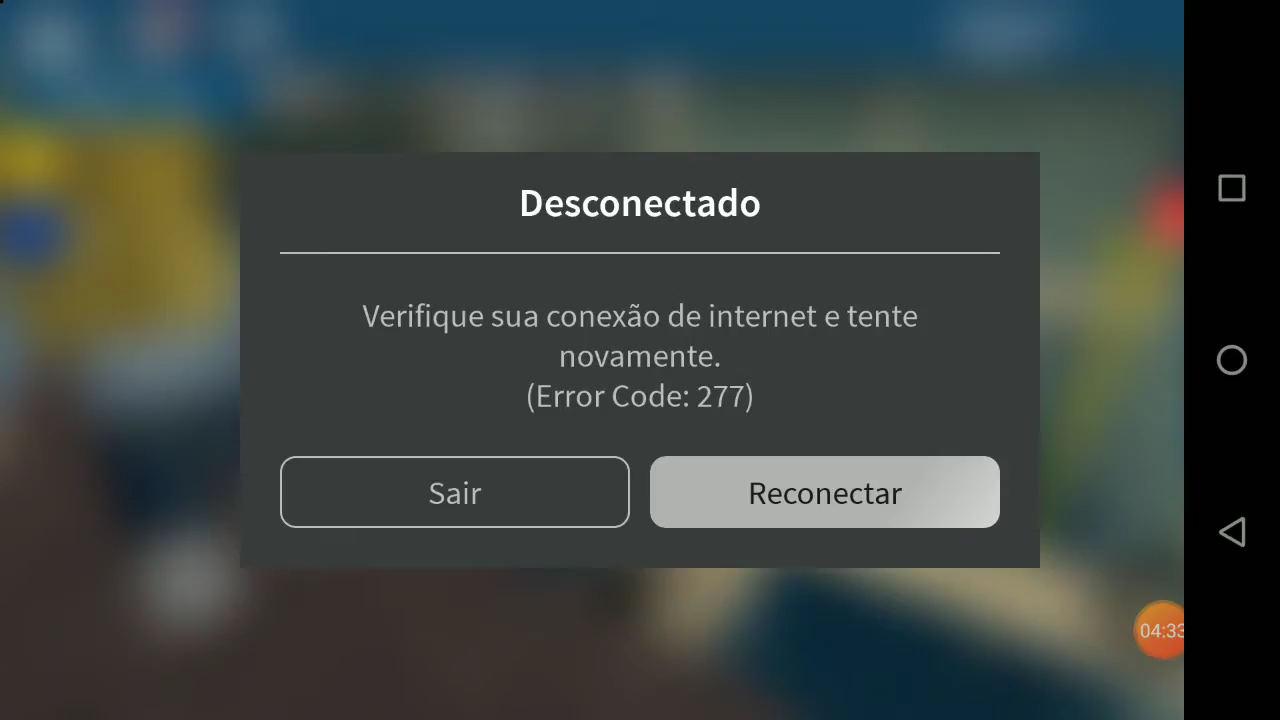 Desconectado
Verifique sua conexão de internet e tente
novamente.
(Error Code: 277)
Sair
Reconectar
04:33